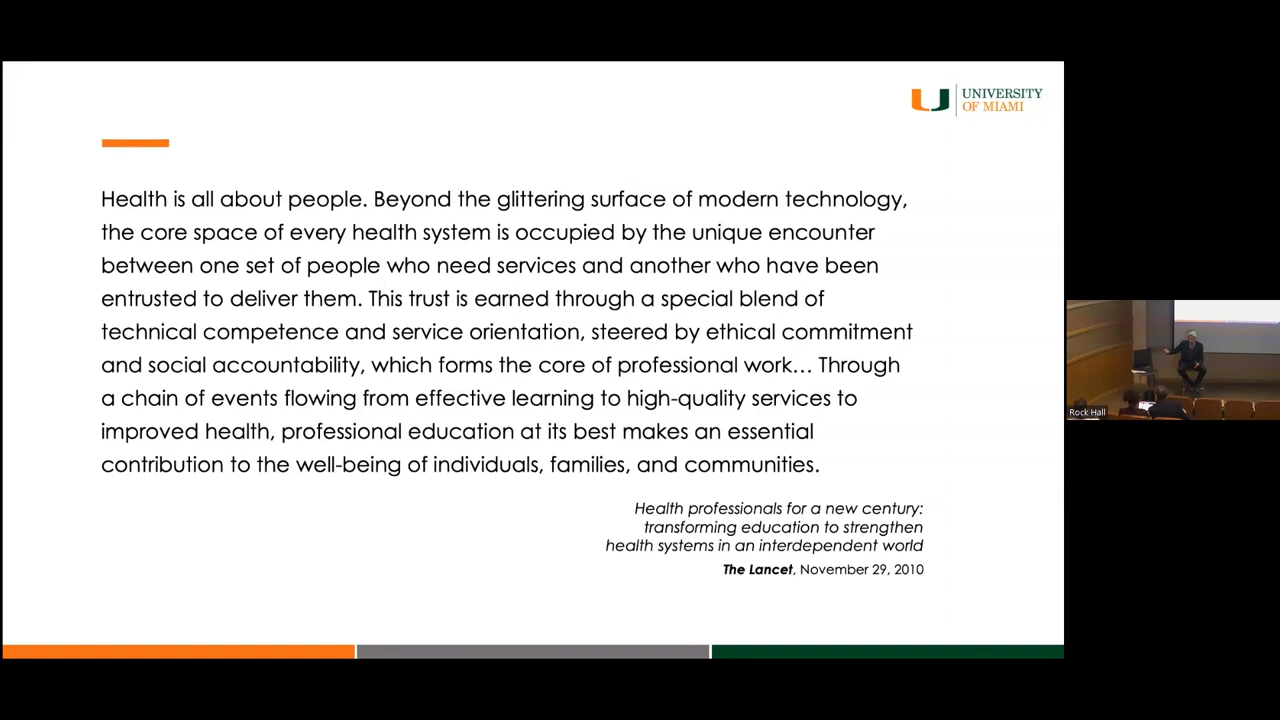 UNIVERSITY
OF MIAMI
Health is all about people. Beyond the glittering surface of modern technology,
the core space of every health system is occupied by the unique encounter
between one set of people who need services and another who have been
entrusted to deliver them. This trust is earned through a special blend of
technical competence and service orientation, steered by ethical commitment
and social accountability, which forms the core of professional work… Through
a chain of events flowing from effective learning to high-quality services to
improved health, professional education at its best makes an essential
contribution to the well-being of individuals, families, and communities.
Health professionals for a new century:
transforming education to strengthen
health systems in an interdependent world
The Lancet, November 29, 2010
Rock Hall